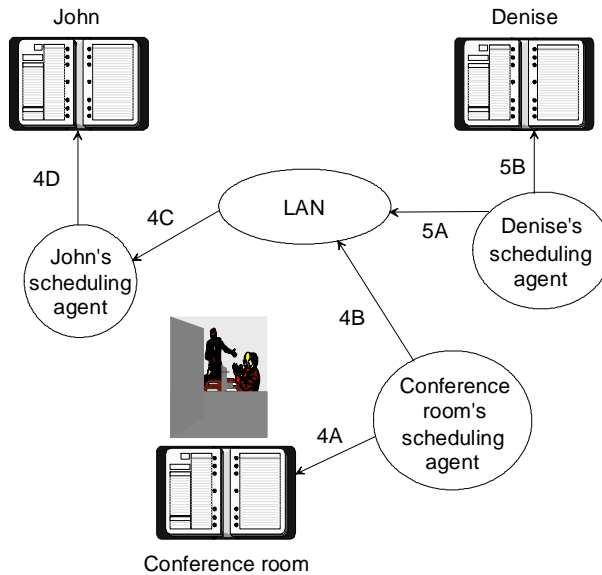 John
Denise
4D
5B
4C
LAN
5A
John's
scheduling
agent
Denise's
scheduling
agent
4B
Conference
room's
scheduling
agent
4A
Conference room